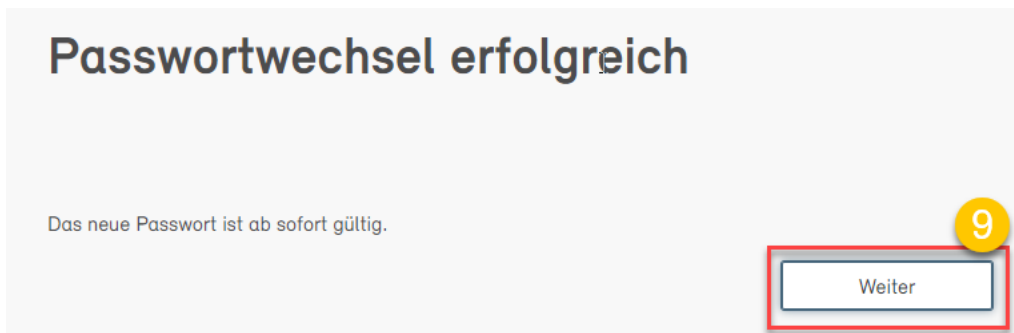 Passwortwechsel erfolgreich
Das neue Passwort ist ab sofort gültig.
9
Weiter